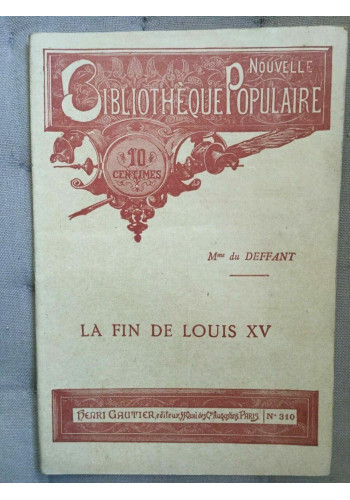 NOUVELLE
BIBLIOTHÈQUE POPULAIRE
10
CENTIMES
Mme du DEFFANT
LA FIN DE LOUIS XV
HENRI GAUTIER, éditeur, 55 Quai des Gds Augustins PARIS. Nº 310